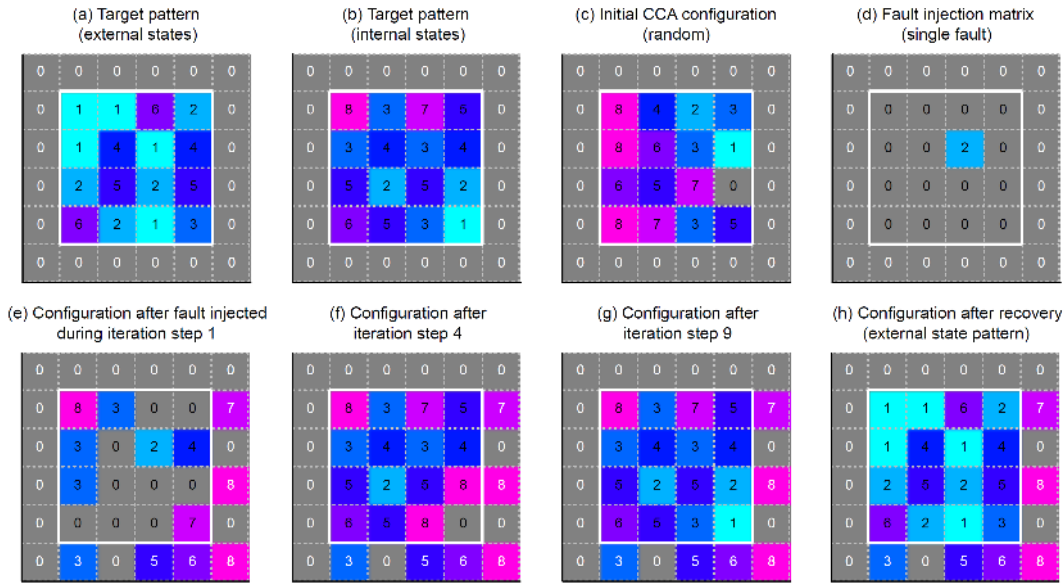 (a) Target pattern
(external states)
0 0 0 0 0 0
0 1 1 6 2 0
0 1 4 1 4 0
0 2 5 2 5 0
0 6 2 1 3 0
0 0 0 0 0 0
(b) Target pattern
(internal states)
0 0 0 0 0 0
0 8 3 7 5 0
0 3 4 3 4 0
0 5 2 5 2 0
0 6 5 3 1 0
0 0 0 0 0 0
(c) Initial CCA configuration
(random)
0 0 0 0 0 0
0 8 4 2 3 0
0 8 6 3 1 0
0 6 5 7 0 0
0 8 7 3 5 0
0 0 0 0 0 0
(d) Fault injection matrix
(single fault)
0 0 0 0 0 0
0 0 0 0 0 0
0 0 0 2 0 0
0 0 0 0 0 0
0 0 0 0 0 0
0 0 0 0 0 0
(e) Configuration after fault injected
during iteration step 1
0 0 0 0 0 0
0 8 3 0 0 7
0 3 0 2 4 0
0 3 0 0 0 8
0 0 0 0 7 0
0 3 0 5 6 8
(f) Configuration after
iteration step 4
0 0 0 0 0 0
0 8 3 7 5 7
0 3 4 3 4 0
0 5 2 5 8 8
0 6 5 8 0 0
0 3 0 5 6 8
(g) Configuration after
iteration step 9
0 0 0 0 0 0
0 8 3 7 5 7
0 3 4 3 4 0
0 5 2 5 2 8
0 6 5 3 1 0
0 3 0 5 6 8
(h) Configuration after recovery
(external state pattern)
0 0 0 0 0 0
0 1 1 6 2 7
0 1 4 1 4 0
0 2 5 2 5 8
0 6 2 1 3 0
0 3 0 5 6 8